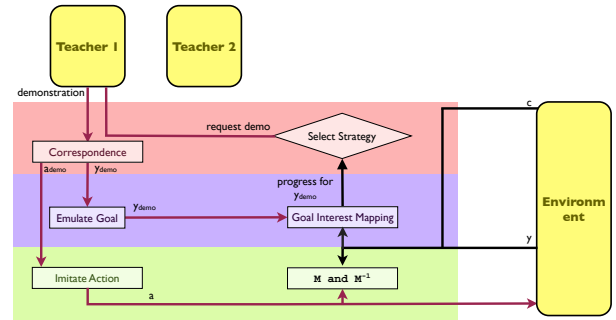 Teacher 1
Teacher 2
demonstration
c
request demo
Select Strategy
Correspondence
a_demo
y_demo
progress for
y_demo
Environm
ent
y_demo
Emulate Goal
Goal Interest Mapping
y
Imitate Action
M and M⁻¹
a